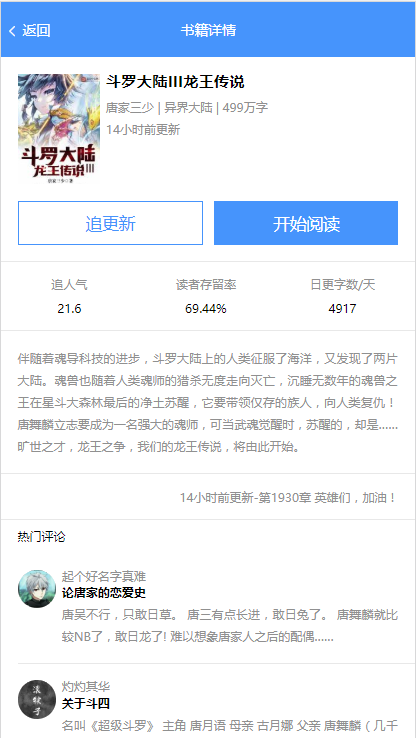 返回
书籍详情
斗罗大陆
龙王传说III
唐家三少 著
斗罗大陆III龙王传说
唐家三少 | 异界大陆 | 499万字
14小时前更新
追更新
开始阅读
追人气
读者存留率
日更字数/天
21.6
69.44%
4917
伴随着魂导科技的进步，斗罗大陆上的人类征服了海洋，又发现了两片
大陆。魂兽也随着人类魂师的猎杀无度走向灭亡，沉睡无数年的魂兽之
王在星斗大森林最后的净土苏醒，它要带领仅存的族人，向人类复仇！
唐舞麟立志要成为一名强大的魂师，可当武魂觉醒时，苏醒的，却是……
旷世之才，龙王之争，我们的龙王传说，将由此开始。
14小时前更新-第1930章 英雄们，加油！
热门评论
起个好名字真难
论唐家的恋爱史
唐吴不行，只敢日草。 唐三有点长进，敢日兔了。 唐舞麟就比
较NB了，敢日龙了! 难以想象唐家人之后的配偶……
灼灼其华
关于斗四
名叫《超级斗罗》 主角 唐月语 母亲 古月娜 父亲 唐舞麟（几千